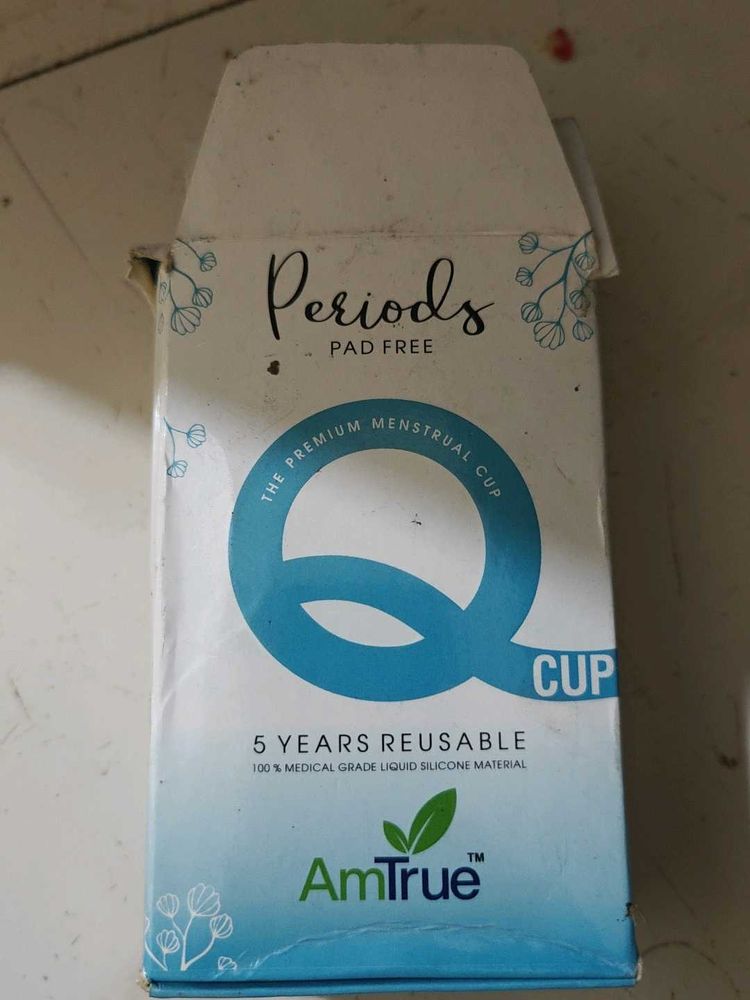 Periods
PAD FREE
THE PREMIUM MENSTRUAL CUP
Q
CUP
5 YEARS REUSABLE
100 % MEDICAL GRADE LIQUID SILICONE MATERIAL
AmTrue™